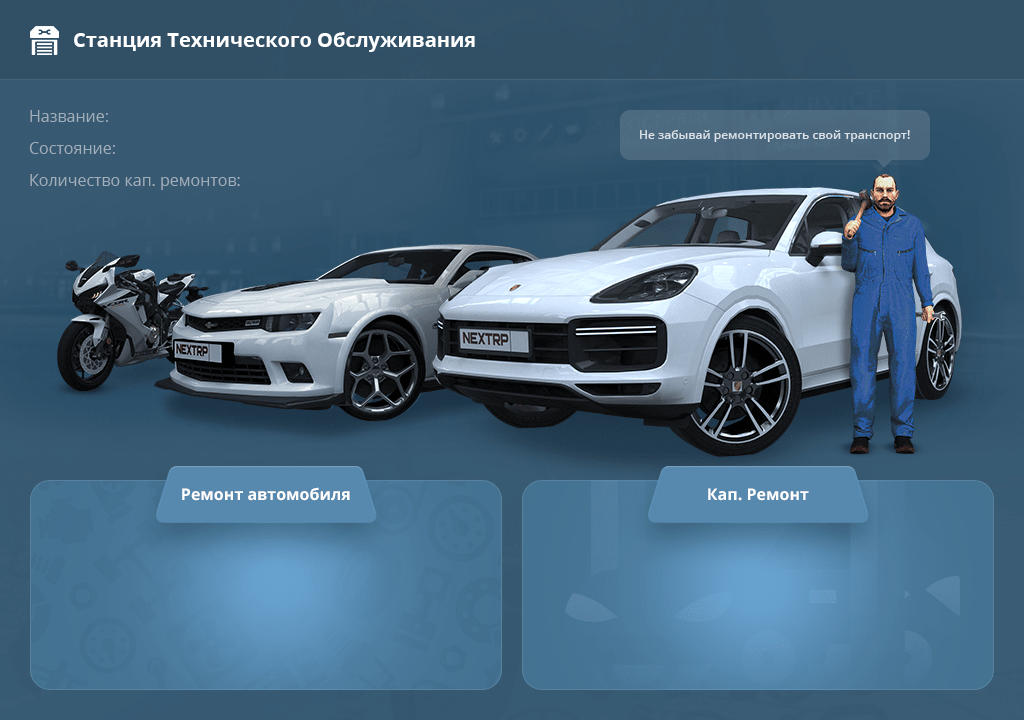 Станция Технического Обслуживания
Название:
Состояние:
Количество кап. ремонтов:
Не забывай ремонтировать свой транспорт!
NEXTRP
NEXTRP
Ремонт автомобиля
Кап. Ремонт